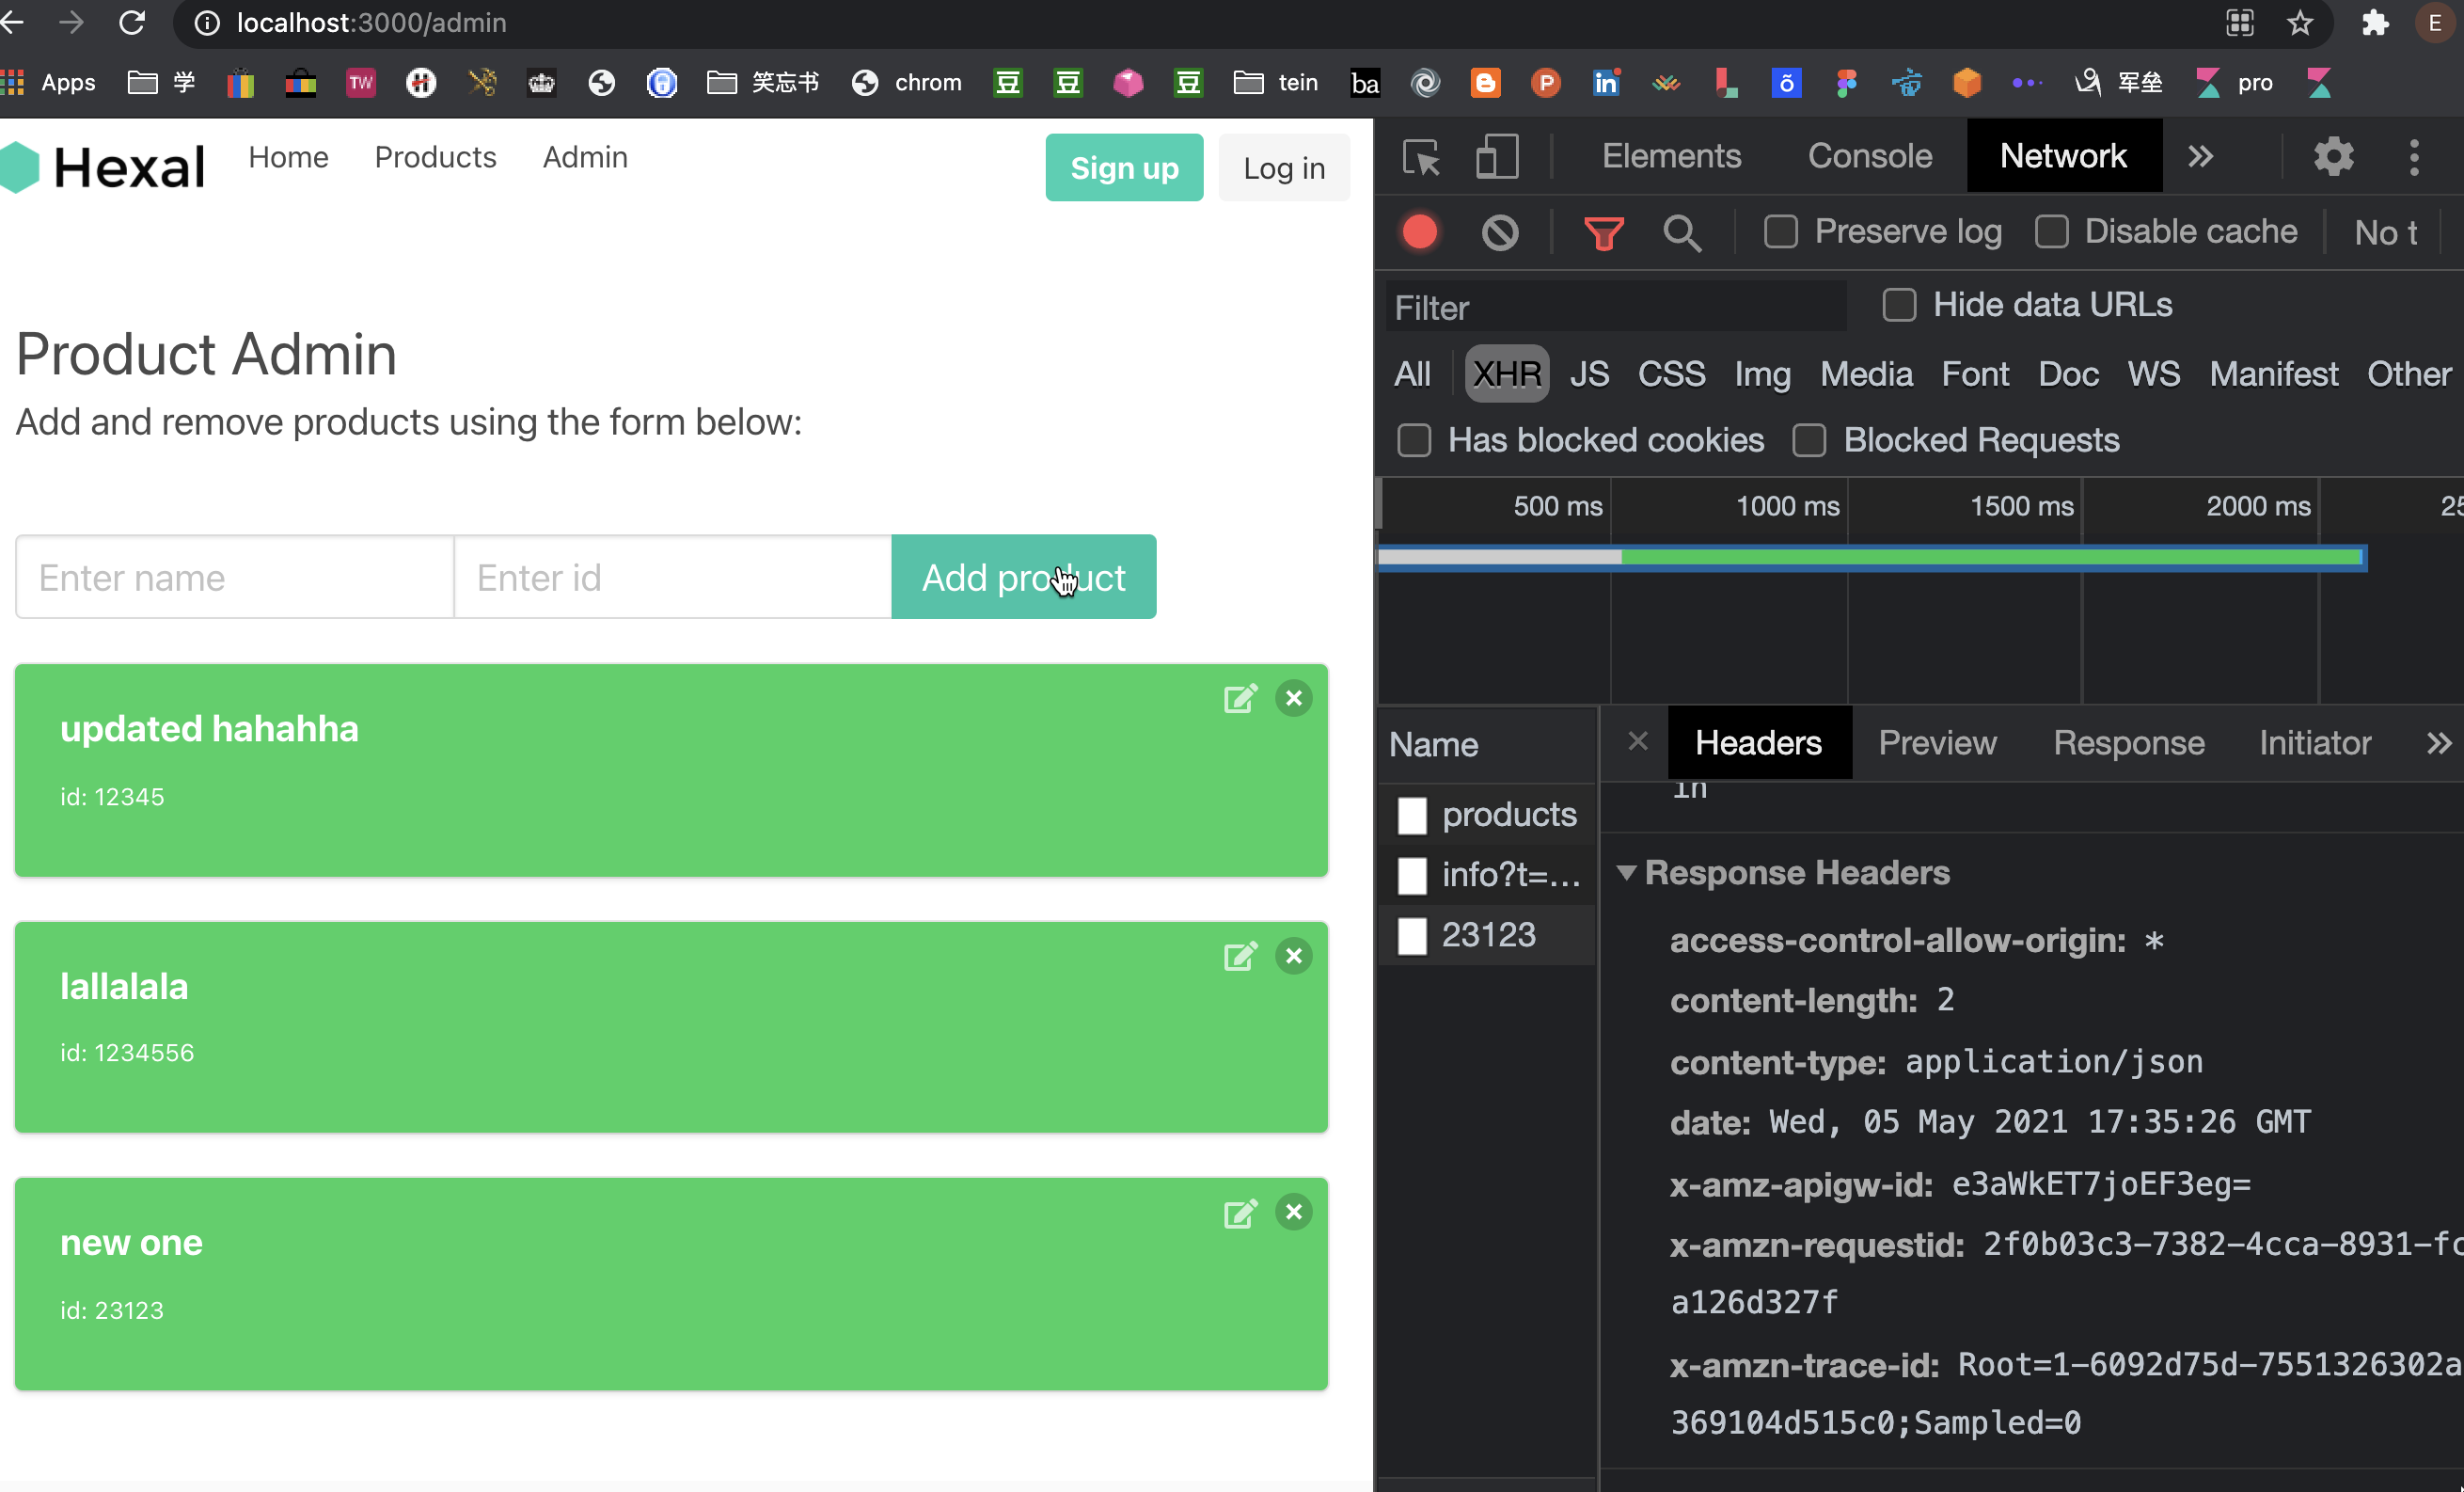 localhost:3000/admin
E
Apps 学 TW 笑忘书 chrom 豆 豆 豆 tein ba P in õ 军垒 pro
Hexal Home Products Admin Sign up Log in
Product Admin
Add and remove products using the form below:
Enter name Enter id Add product
updated hahahha
id: 12345
lallalala
id: 1234556
new one
id: 23123
Elements Console Network
Preserve log Disable cache No t
Filter Hide data URLs
All XHR JS CSS Img Media Font Doc WS Manifest Other
Has blocked cookies Blocked Requests
500 ms 1000 ms 1500 ms 2000 ms 25
Name
products
info?t=...
23123
Headers Preview Response Initiator
in
Response Headers
access-control-allow-origin: *
content-length: 2
content-type: application/json
date: Wed, 05 May 2021 17:35:26 GMT
x-amz-apigw-id: e3aWkET7joEF3eg=
x-amzn-requestid: 2f0b03c3-7382-4cca-8931-fc
a126d327f
x-amzn-trace-id: Root=1-6092d75d-7551326302a
369104d515c0;Sampled=0